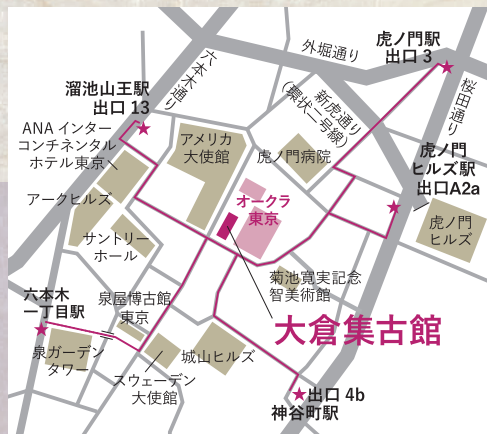 外堀通り
虎ノ門駅
出口 3
六本木通り
溜池山王駅
出口 13
新虎通り
(環状二号線)
桜田通り
ANA インター
コンチネンタル
ホテル東京
アメリカ
大使館
虎ノ門病院
虎ノ門
ヒルズ駅
出口A2a
アークヒルズ
オークラ
東京
サントリー
ホール
虎ノ門
ヒルズ
菊池寛実記念
智美術館
六本木
一丁目駅
泉屋博古館
東京
大倉集古館
泉ガーデン
タワー
城山ヒルズ
スウェーデン
大使館
出口 4b
神谷町駅